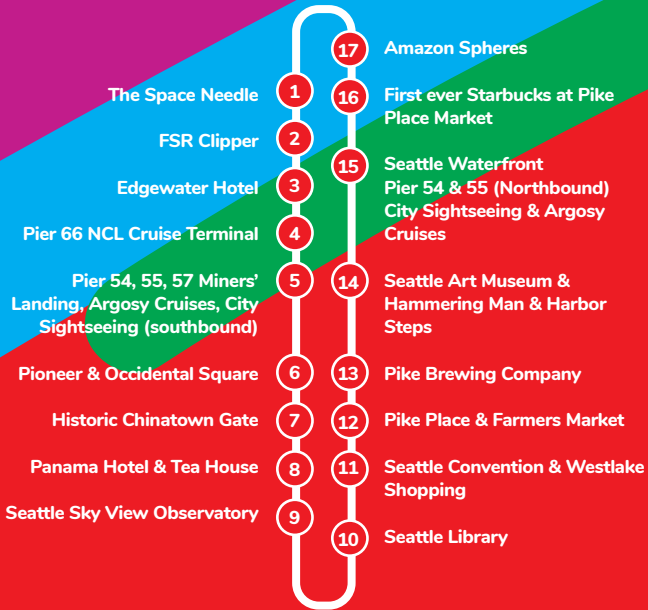 1 The Space Needle
2 FSR Clipper
3 Edgewater Hotel
4 Pier 66 NCL Cruise Terminal
5 Pier 54, 55, 57 Miners’
Landing, Argosy Cruises, City
Sightseeing (southbound)
6 Pioneer & Occidental Square
7 Historic Chinatown Gate
8 Panama Hotel & Tea House
9 Seattle Sky View Observatory
17 Amazon Spheres
16 First ever Starbucks at Pike
Place Market
15 Seattle Waterfront
Pier 54 & 55 (Northbound)
City Sightseeing & Argosy
Cruises
14 Seattle Art Museum &
Hammering Man & Harbor
Steps
13 Pike Brewing Company
12 Pike Place & Farmers Market
11 Seattle Convention & Westlake
Shopping
10 Seattle Library